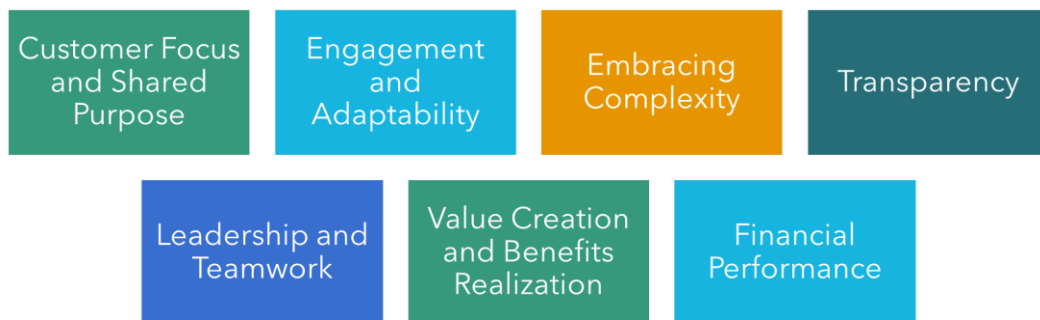 Customer Focus
and Shared
Purpose
Engagement
and
Adaptability
Embracing
Complexity
Transparency
Leadership and
Teamwork
Value Creation
and Benefits
Realization
Financial
Performance